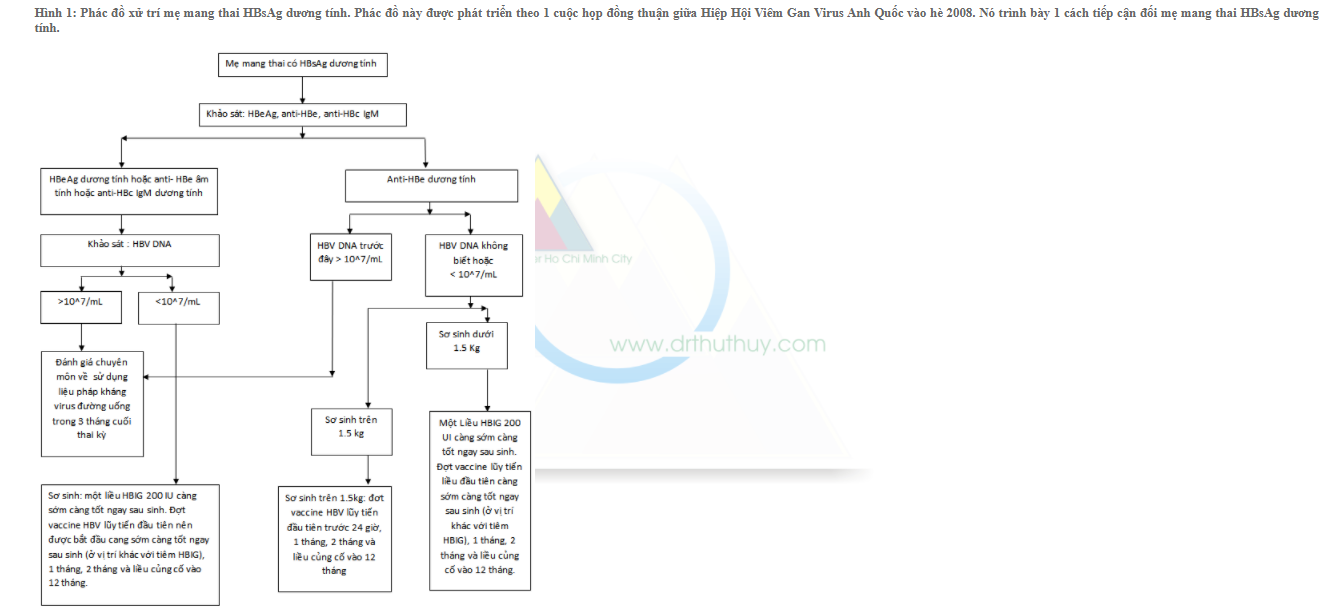 Hình 1: Phác đồ xử trí mẹ mang thai HBsAg dương tính. Phác đồ này được phát triển theo 1 cuộc họp đồng thuận giữa Hiệp Hội Viêm Gan Virus Anh Quốc vào hè 2008. Nó trình bày 1 cách tiếp cận đối mẹ mang thai HBsAg dương
tính.
Mẹ mang thai có HBsAg dương tính
Khảo sát: HBeAg, anti-HBe, anti-HBc IgM
HBeAg dương tính hoặc anti- HBe âm
tính hoặc anti-HBc IgM dương tính
Anti-HBe dương tính
Khảo sát : HBV DNA
HBV DNA trước
đây > 10^7/mL
HBV DNA không
biết hoặc
< 10^7/mL
Ho Chi Minh City
>10^7/mL
<10^7/mL
Sơ sinh dưới
1.5 Kg
www.drthuthuy.com
Đánh giá chuyên
môn về sử dụng
liệu pháp kháng
virus đường uống
trong 3 tháng cuối
thai kỳ
Sơ sinh trên
1.5 kg
Một Liều HBIG 200
UI càng sớm càng
tốt ngay sau sinh.
Đợt vaccine lũy tiến
liều đầu tiên càng
sớm càng tốt ngay
sau sinh (ở vị trí
khác với tiêm
HBIG), 1 tháng, 2
tháng và liều củng
cố vào 12 tháng.
Sơ sinh: một liều HBIG 200 IU càng
sớm càng tốt ngay sau sinh. Đợt
vaccine HBV lũy tiến đầu tiên nên
được bắt đầu cang sớm càng tốt ngay
sau sinh (ở vị trí khác với tiêm HBIG),
1 tháng, 2 tháng và liều củng cố vào
12 tháng.
Sơ sinh trên 1.5kg: đợt
vaccine HBV lũy tiến
đầu tiên trước 24 giờ,
1 tháng, 2 tháng và
liều củng cố vào 12
tháng